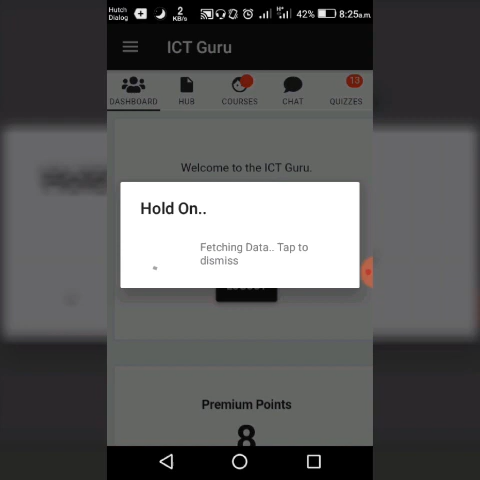 Hutch
Dialog
2
KB/s
H+
42%
8:25a.m.
ICT Guru
13
DASHBOARD
HUB
COURSES
CHAT
QUIZZES
Welcome to the ICT Guru.
Hold On..
Fetching Data.. Tap to
dismiss
Premium Points
8